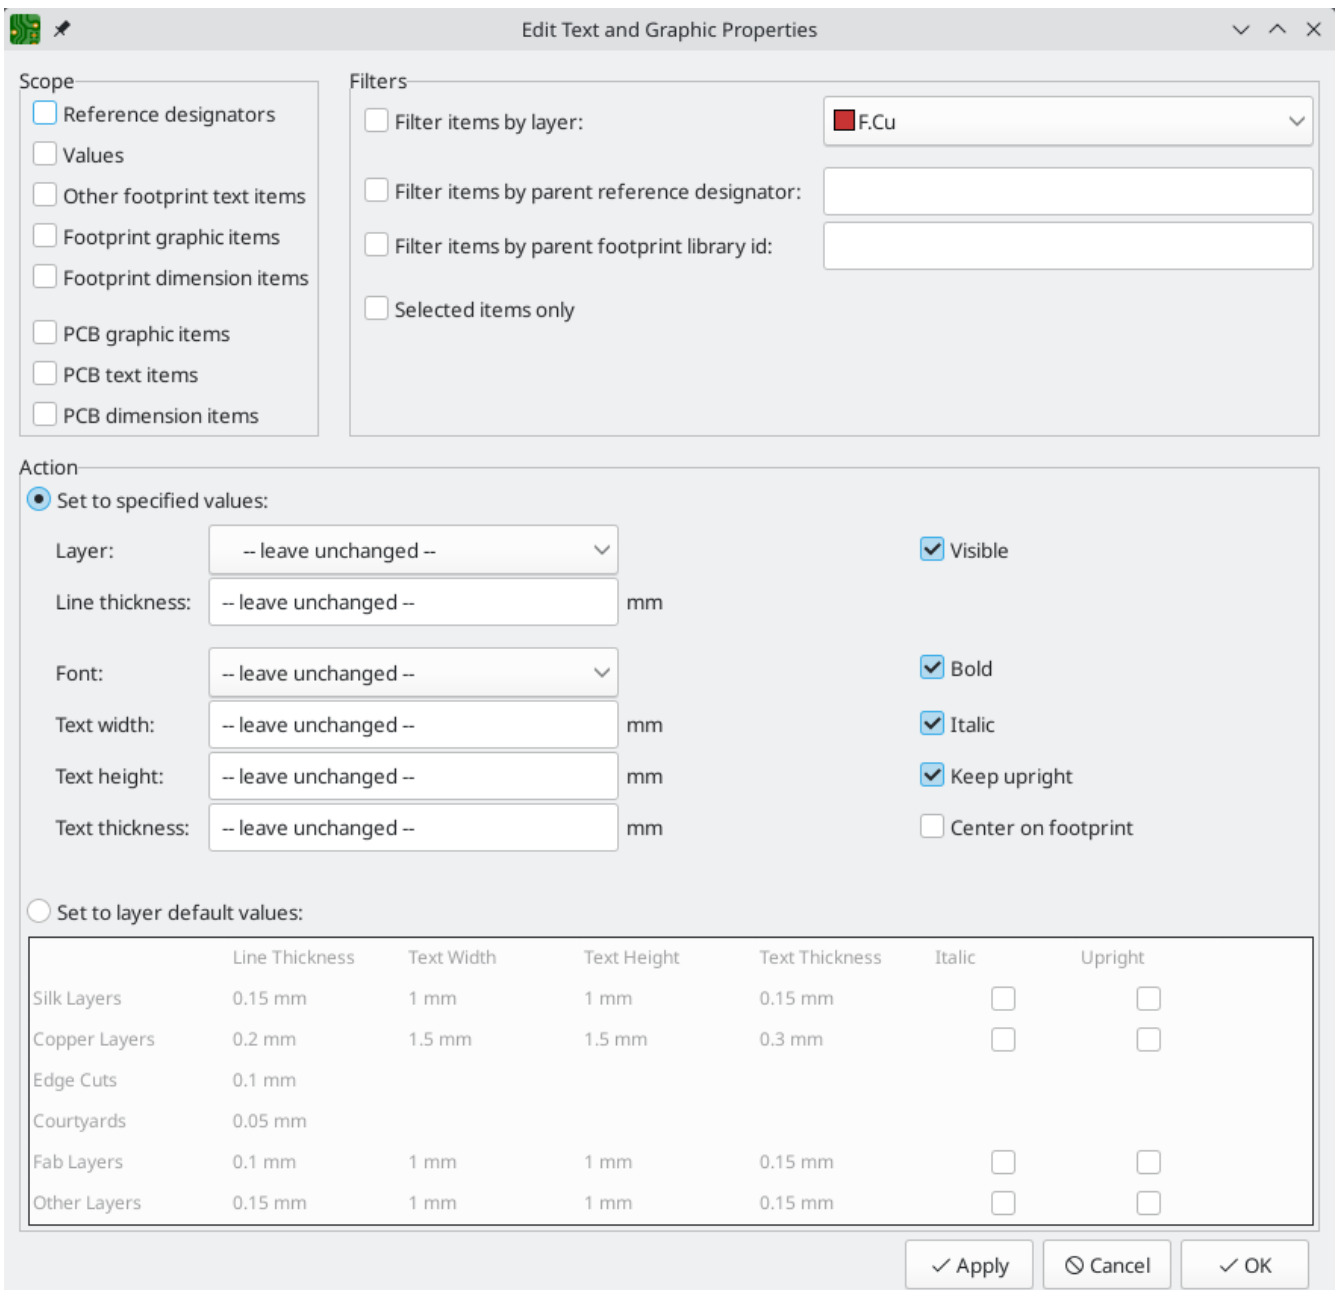 Edit Text and Graphic Properties
Scope
Reference designators
Values
Other footprint text items
Footprint graphic items
Footprint dimension items
PCB graphic items
PCB text items
PCB dimension items
Filters
Filter items by layer: F.Cu
Filter items by parent reference designator:
Filter items by parent footprint library id:
Selected items only
Action
Set to specified values:
Layer: -- leave unchanged -- Visible
Line thickness: -- leave unchanged -- mm
Font: -- leave unchanged -- Bold
Text width: -- leave unchanged -- mm Italic
Text height: -- leave unchanged -- mm Keep upright
Text thickness: -- leave unchanged -- mm Center on footprint
Set to layer default values:
Line Thickness Text Width Text Height Text Thickness Italic Upright
Silk Layers 0.15 mm 1 mm 1 mm 0.15 mm
Copper Layers 0.2 mm 1.5 mm 1.5 mm 0.3 mm
Edge Cuts 0.1 mm
Courtyards 0.05 mm
Fab Layers 0.1 mm 1 mm 1 mm 0.15 mm
Other Layers 0.15 mm 1 mm 1 mm 0.15 mm
Apply Cancel OK